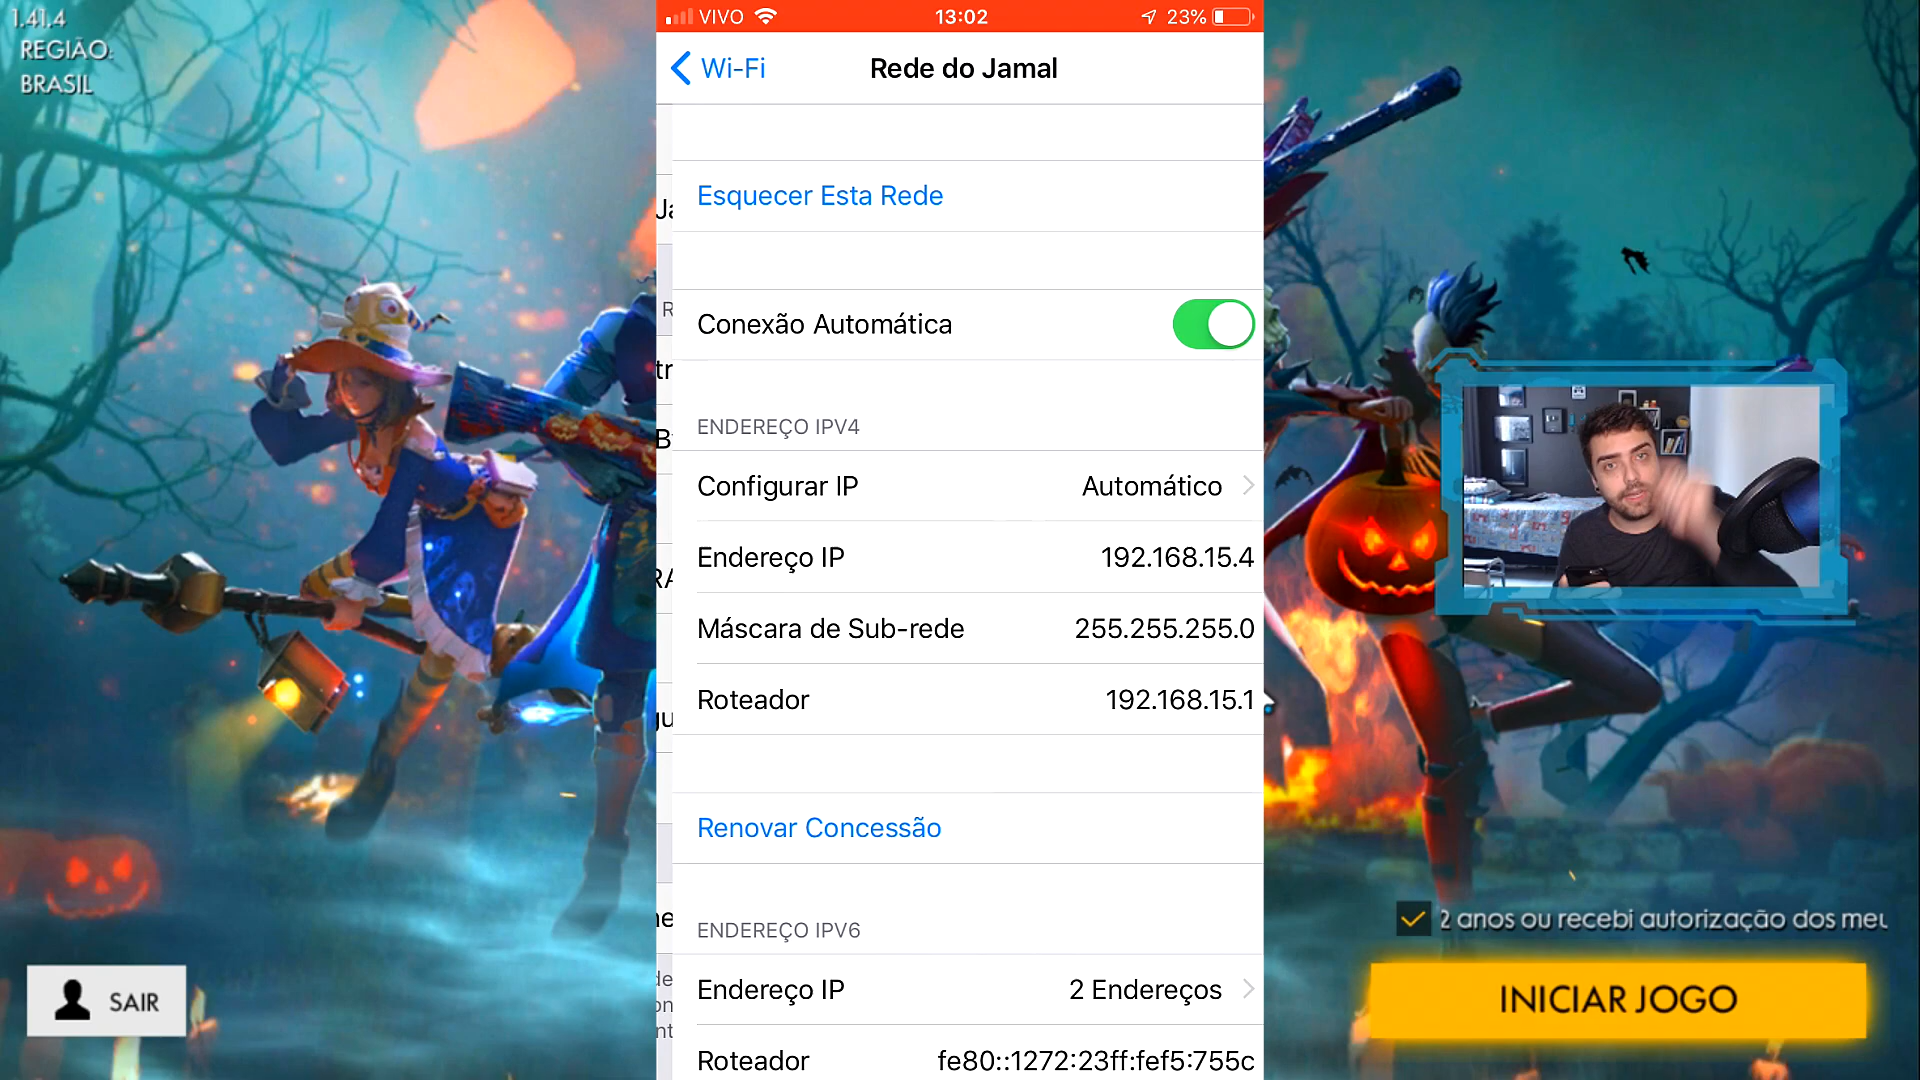 1.41.4
REGIÃO:
BRASIL
VIVO 13:02 23%
Wi-Fi Rede do Jamal
Esquecer Esta Rede
Conexão Automática
ENDEREÇO IPV4
Configurar IP Automático
Endereço IP 192.168.15.4
Máscara de Sub-rede 255.255.255.0
Roteador 192.168.15.1
Renovar Concessão
ENDEREÇO IPV6
Endereço IP 2 Endereços
Roteador fe80::1272:23ff:fef5:755c
SAIR
2 anos ou recebi autorização dos meu
INICIAR JOGO